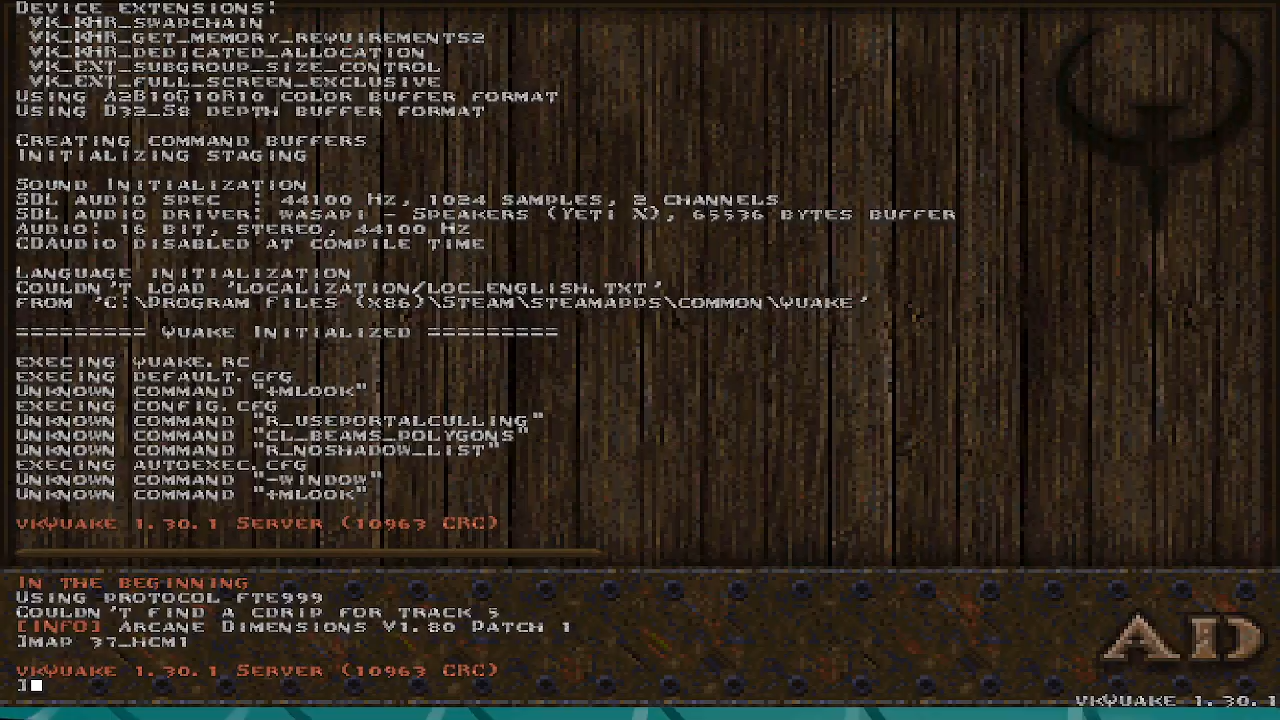 DEVICE EXTENSIONS:
VK_KHR_SWAPCHAIN
VK_KHR_GET_MEMORY_REQUIREMENTS2
VK_KHR_DEDICATED_ALLOCATION
VK_EXT_SUBGROUP_SIZE_CONTROL
VK_EXT_FULL_SCREEN_EXCLUSIVE
USING A2B10G10R10 COLOR BUFFER FORMAT
USING D32_S8 DEPTH BUFFER FORMAT
CREATING COMMAND BUFFERS
INITIALIZING STAGING
SOUND INITIALIZATION
SDL AUDIO SPEC : 44100 HZ, 1024 SAMPLES, 2 CHANNELS
SDL AUDIO DRIVER: WASAPI - SPEAKERS (YETI X), 65536 BYTES BUFFER
AUDIO: 16 BIT, STEREO, 44100 HZ
CDAUDIO DISABLED AT COMPILE TIME
LANGUAGE INITIALIZATION
COULDN'T LOAD 'LOCALIZATION/LOC_ENGLISH.TXT'
FROM 'C:\PROGRAM FILES (X86)\STEAM\STEAMAPPS\COMMON\QUAKE'
========= QUAKE INITIALIZED =========
EXECING QUAKE.RC
EXECING DEFAULT.CFG
UNKNOWN COMMAND "+MLOOK"
EXECING CONFIG.CFG
UNKNOWN COMMAND "R_USEPORTALCULLING"
UNKNOWN COMMAND "CL_BEAMS_POLYGONS"
UNKNOWN COMMAND "R_NOSHADOW_LIST"
EXECING AUTOEXEC.CFG
UNKNOWN COMMAND "-WINDOW"
UNKNOWN COMMAND "+MLOOK"
VKQUAKE 1.30.1 SERVER (10963 CRC)
IN THE BEGINNING
USING PROTOCOL FTE999
COULDN'T FIND A CDRIP FOR TRACK 5
[INFO] ARCANE DIMENSIONS V1.80 PATCH 1
]MAP 37_HCM1
VKQUAKE 1.30.1 SERVER (10963 CRC)
]
AD
VKQUAKE 1.30.1